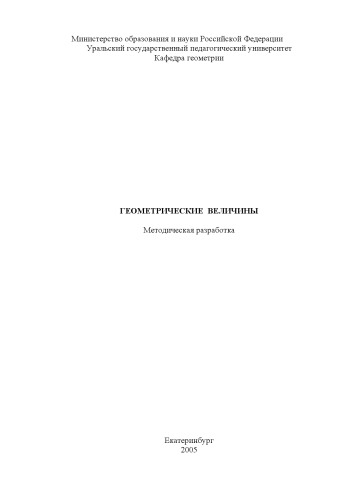 Министерство образования и науки Российской Федерации
Уральский государственный педагогический университет
Кафедра геометрии
ГЕОМЕТРИЧЕСКИЕ ВЕЛИЧИНЫ
Методическая разработка
Екатеринбург
2005